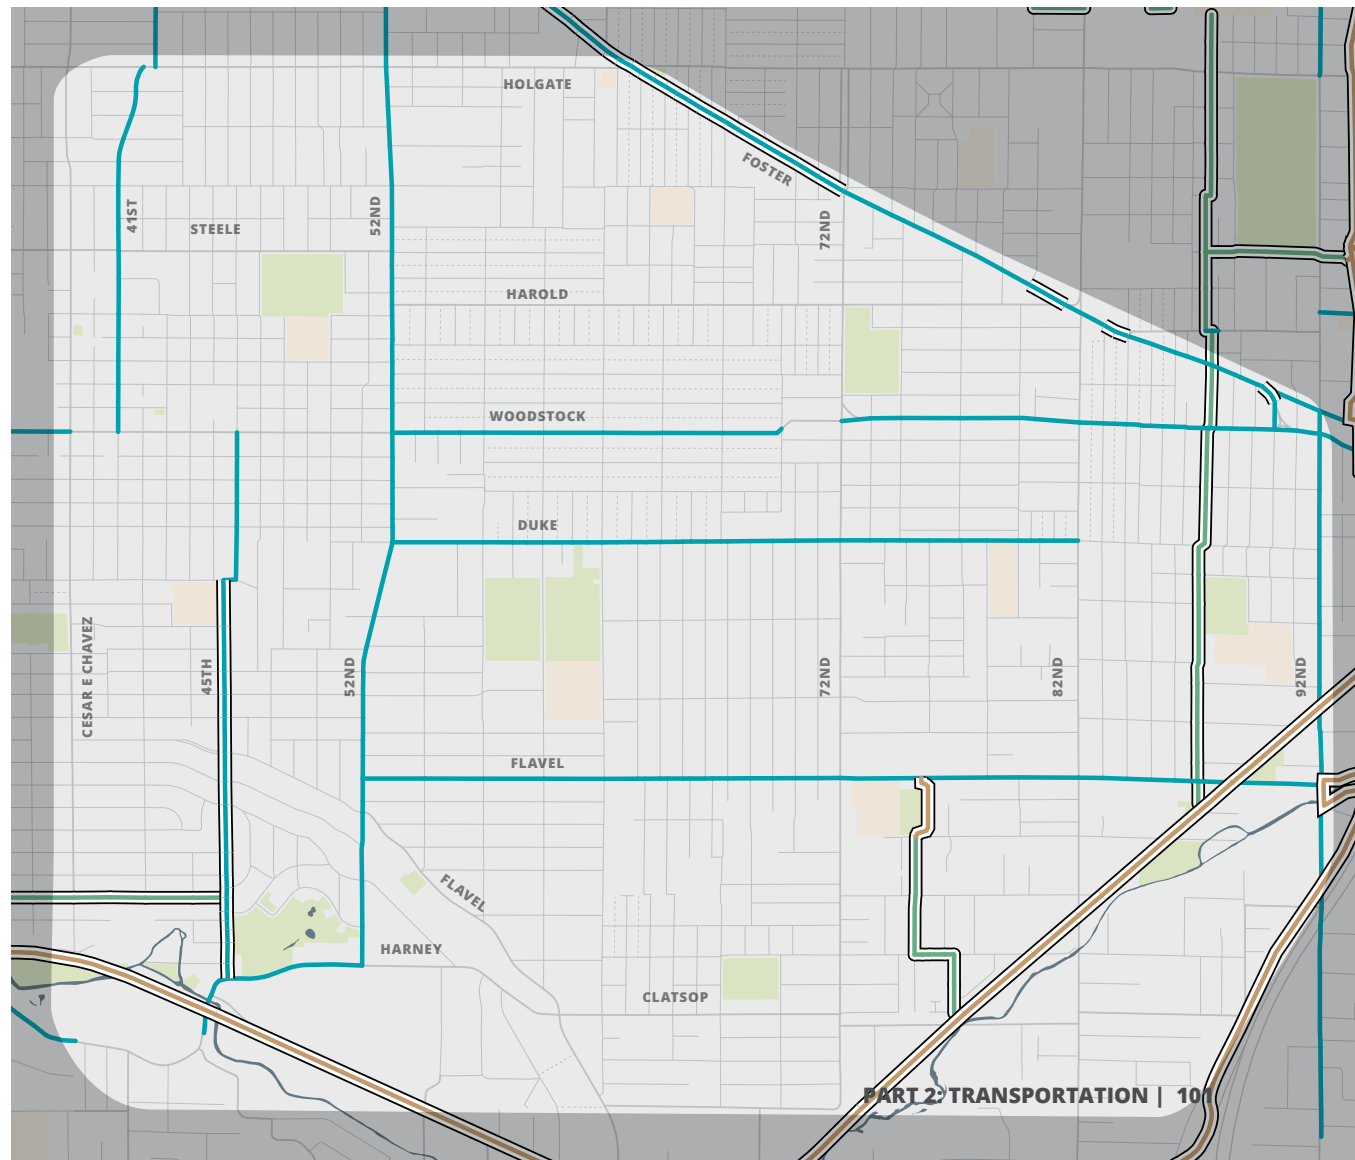 HOLGATE
FOSTER
41ST
52ND
72ND
STEELE
HAROLD
WOODSTOCK
DUKE
CESAR E CHAVEZ
45TH
52ND
72ND
82ND
92ND
FLAVEL
FLAVEL
HARNEY
CLATSOP
PART 2: TRANSPORTATION | 101